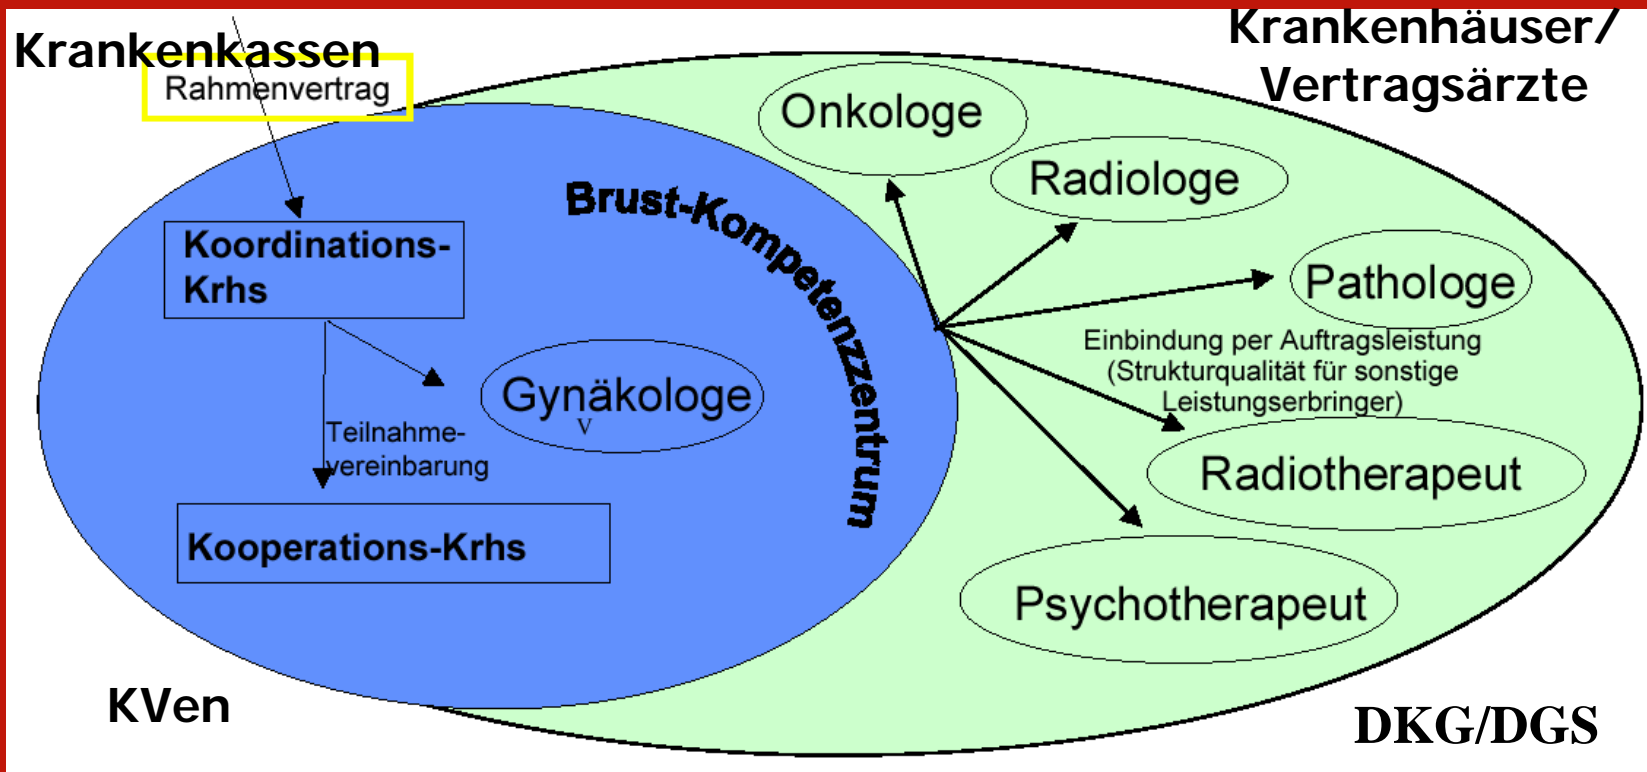 Krankenkassen
Rahmenvertrag
Krankenhäuser/
Vertragsärzte
Onkologe
Radiologe
Brust-Kompetenzzentrum
Koordinations-
Krhs
Pathologe
Einbindung per Auftragsleistung
(Strukturqualität für sonstige
Leistungserbringer)
Gynäkologe
v
Teilnahme-
vereinbarung
Radiotherapeut
Kooperations-Krhs
Psychotherapeut
KVen
DKG/DGS